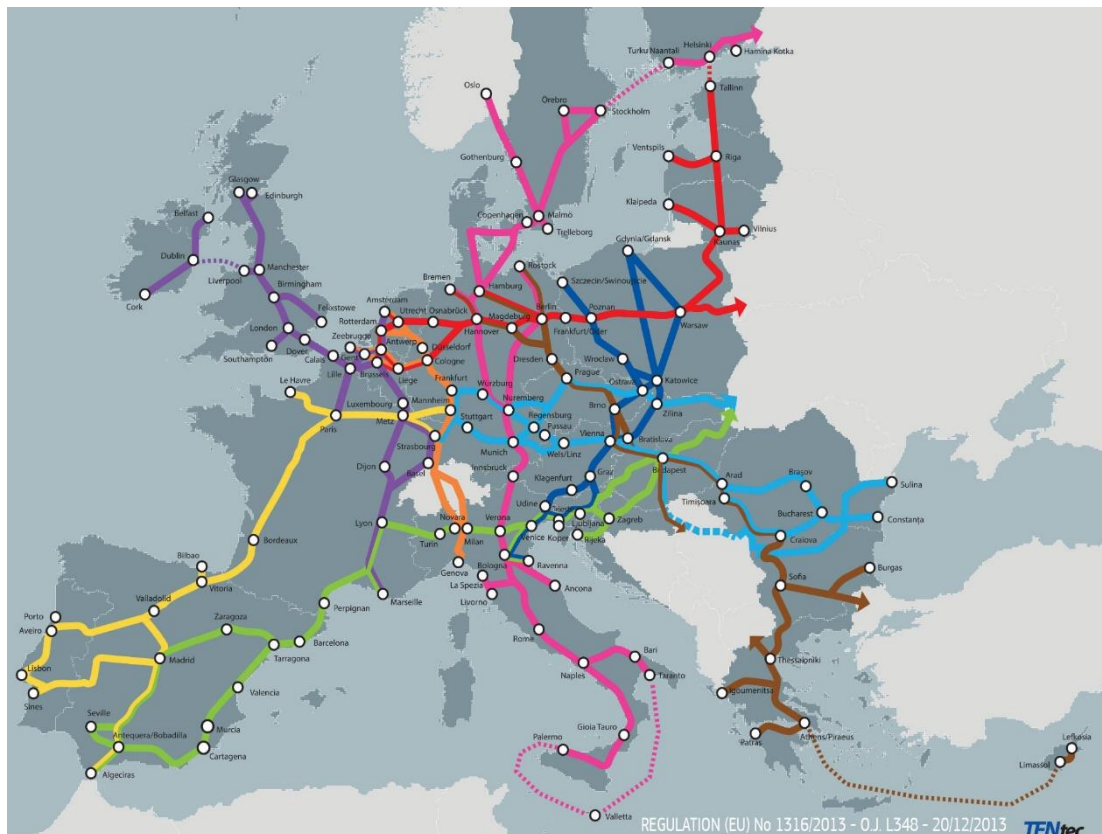 Helsinki
Turku Naantali
Hamina Kotka
Tallinn
Oslo
Örebro
Stockholm
Ventspils
Riga
Gothenburg
Glasgow
Edinburgh
Klaipeda
Belfast
Copenhagen
Malmö
Trelleborg
Kaunas
Vilnius
Gdynia/Gdansk
Dublin
Manchester
Liverpool
Rostock
Bremen
Szczecin/Swinoujscie
Cork
Birmingham
Hamburg
Felixstowe
Amsterdam
Utrecht
Osnabrück
Berlin
Poznan
Magdeburg
Rotterdam
Warsaw
London
Hannover
Frankfurt/Oder
Zeebrugge
Southampton
Dover
Antwerp
Düsseldorf
Calais
Gent
Cologne
Dresden
Wroclaw
Lille
Brussels
Liege
Prague
Katowice
Le Havre
Frankfurt
Würzburg
Ostrava
Luxembourg
Mannheim
Nuremberg
Brno
Zilina
Paris
Metz
Stuttgart
Regensburg
Passau
Vienna
Bratislava
Strasbourg
Munich
Wels/Linz
Dijon
Basel
Innsbruck
Budapest
Graz
Klagenfurt
Arad
Brașov
Sulina
Timișoara
Udine
Trieste
Lyon
Novara
Verona
Ljubljana
Zagreb
Bucharest
Constanța
Turin
Milan
Venice
Koper
Rijeka
Craiova
Bordeaux
Bilbao
Genova
Bologna
Ravenna
La Spezia
Sofia
Burgas
Vitoria
Livorno
Ancona
Marseille
Valladolid
Perpignan
Porto
Zaragoza
Aveiro
Rome
Barcelona
Madrid
Tarragona
Bari
Thessaloniki
Naples
Lisbon
Taranto
Sines
Valencia
Igoumenitsa
Seville
Murcia
Gioia Tauro
Patras
Athens/Piraeus
Antequera/Bobadilla
Cartagena
Palermo
Lefkosia
Limassol
Algeciras
Valletta
REGULATION (EU) No 1316/2013 - O.J. L348 - 20/12/2013
TENtec